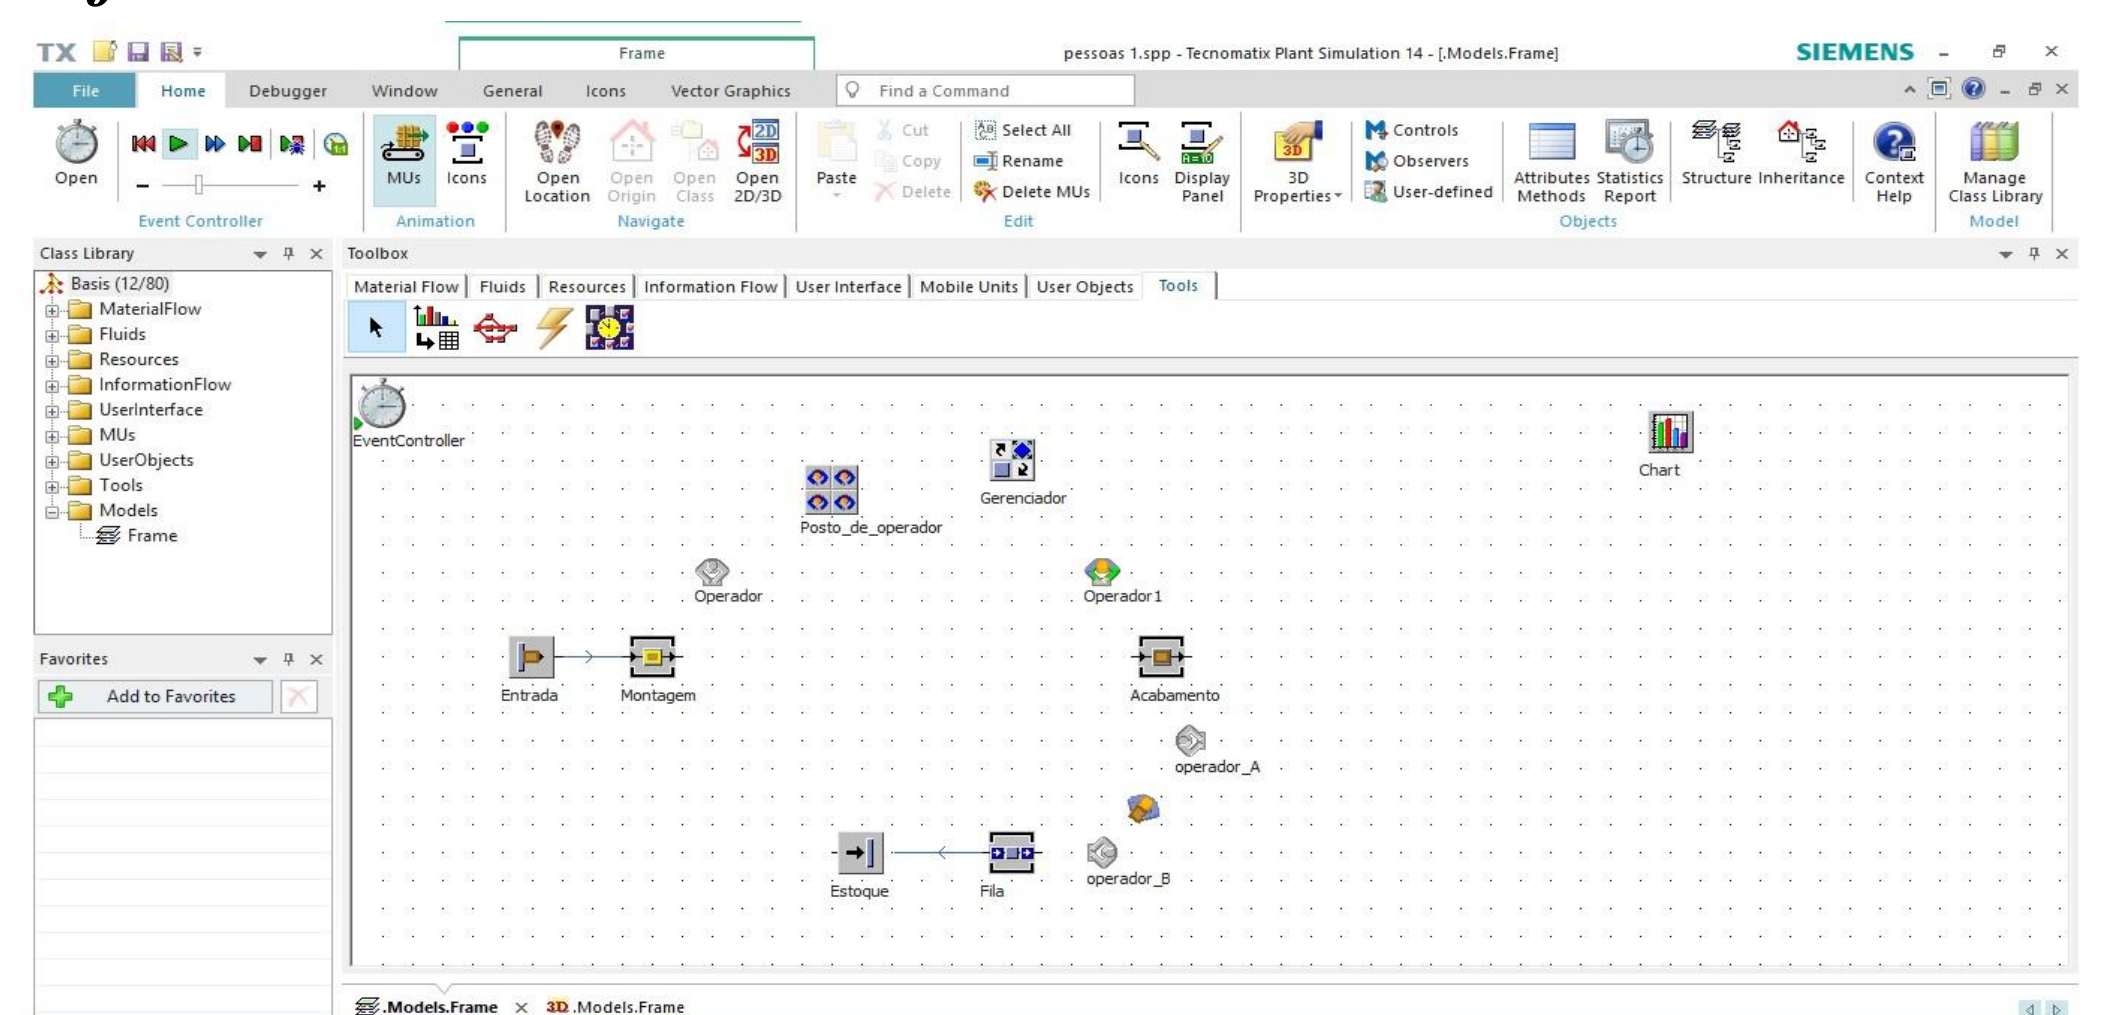 TX
Frame
pessoas 1.spp - Tecnomatix Plant Simulation 14 - [.Models.Frame]
SIEMENS
File Home Debugger Window General Icons Vector Graphics Find a Command
Open
Event Controller
MUs Icons
Animation
Open Location
Open Origin
Open Class
Open 2D/3D
2D
3D
Navigate
Paste
Cut
Copy
Delete
Select All
Rename
Delete MUs
Edit
Icons
Display Panel
A=10
3D
3D Properties
Controls
Observers
User-defined
Attributes Methods
Statistics Report
Objects
Structure Inheritance
Context Help
Manage Class Library
Model
Class Library
Basis (12/80)
MaterialFlow
Fluids
Resources
InformationFlow
UserInterface
MUs
UserObjects
Tools
Models
Frame
Favorites
Add to Favorites
Toolbox
Material Flow Fluids Resources Information Flow User Interface Mobile Units User Objects Tools
EventController
Chart
Gerenciador
Posto_de_operador
Operador
Operador1
Entrada
Montagem
Acabamento
operador_A
operador_B
Estoque
Fila
.Models.Frame
3D .Models.Frame